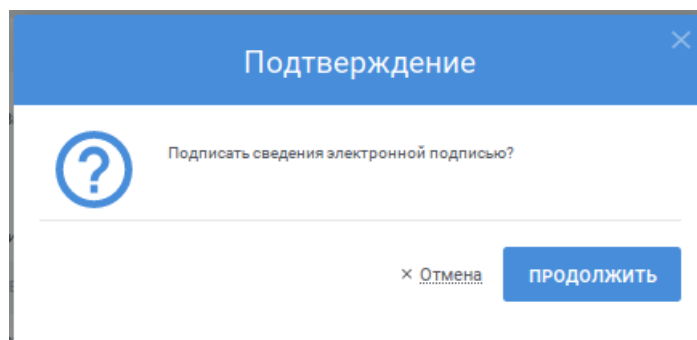 Подтверждение
Подписать сведения электронной подписью?
× Отмена
ПРОДОЛЖИТЬ